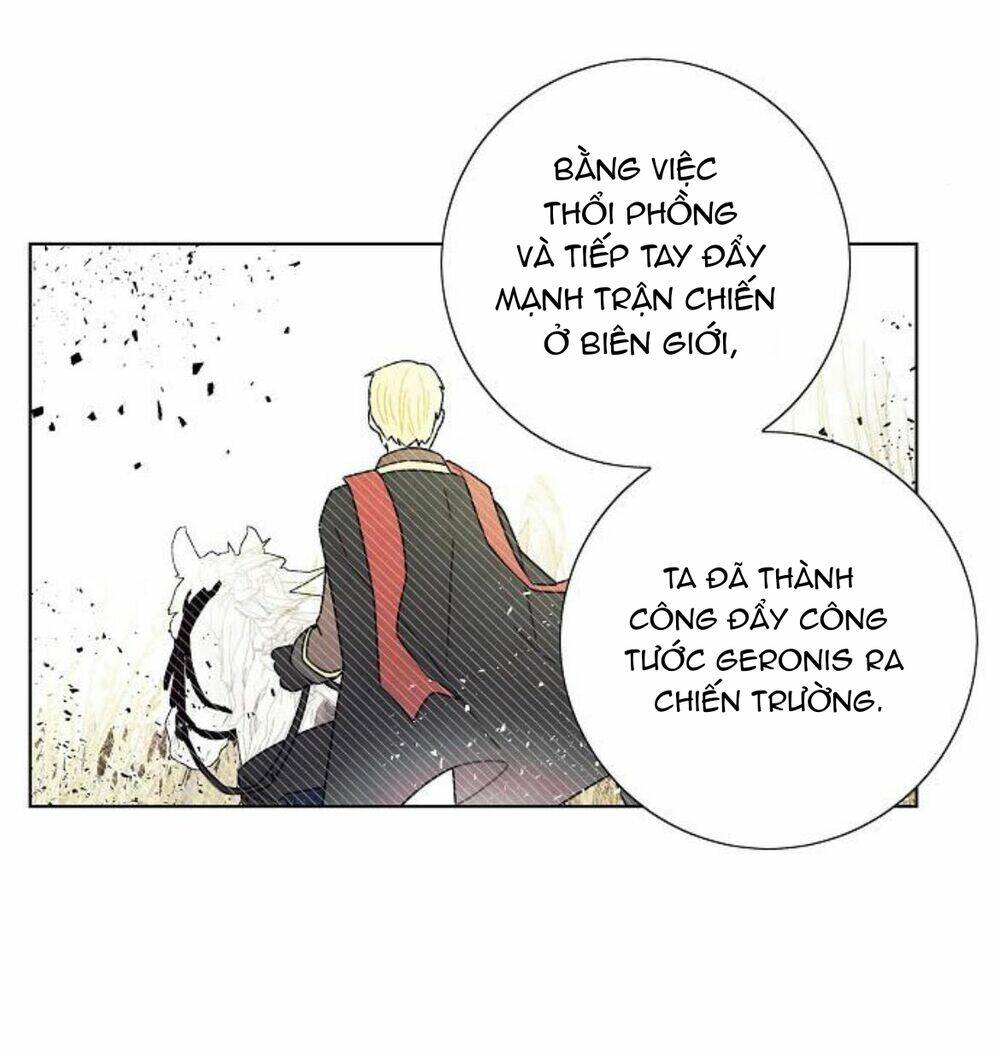 BẰNG VIỆC
THỔI PHỒNG
VÀ TIẾP TAY ĐẨY
MẠNH TRẬN CHIẾN
Ở BIÊN GIỚI,
TA ĐÃ THÀNH
CÔNG ĐẨY CÔNG
TƯỚC GERONIS RA
CHIẾN TRƯỜNG.